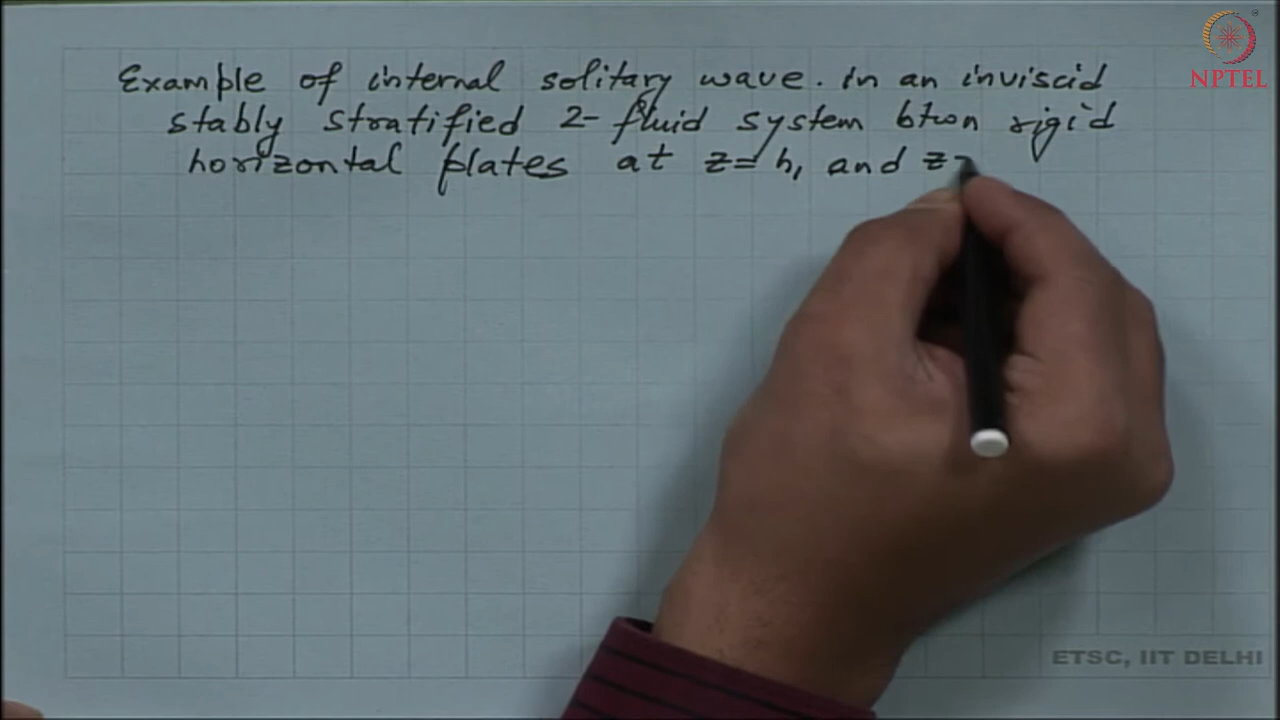 NPTEL
Example of internal solitary wave. In an inviscid
stably stratified 2-fluid system btwn rigid
horizontal plates at z=h, and z=
ETSC, IIT DELHI